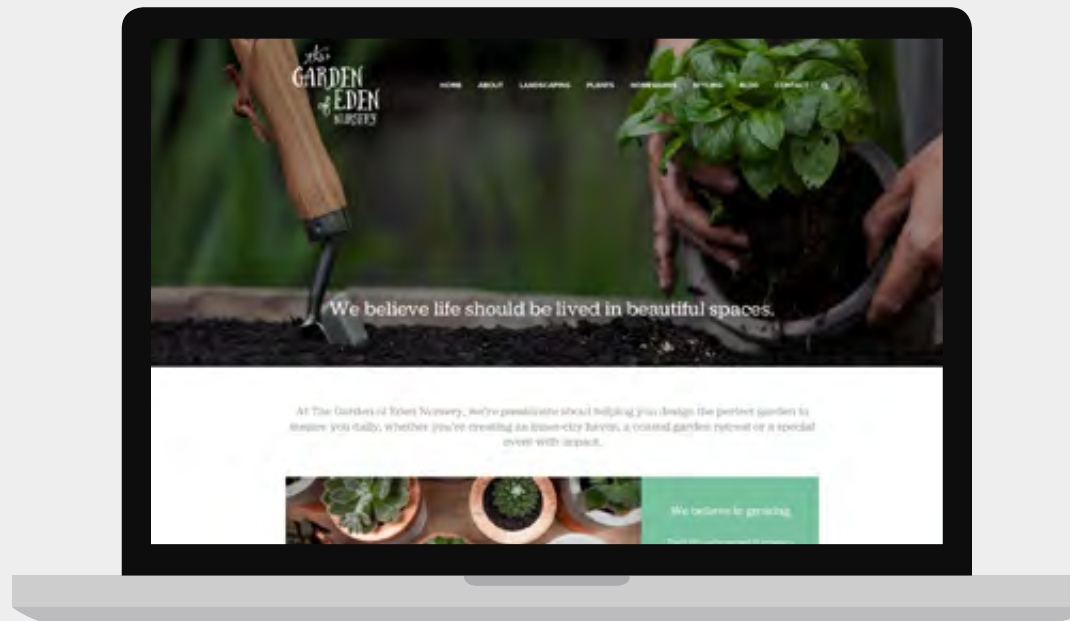 the
GARDEN
of EDEN
NURSERY
HOME ABOUT LANDSCAPING PLANTS HOMEWARES STYLING BLOG CONTACT
We believe life should be lived in beautiful spaces.
At The Garden of Eden Nursery, we're passionate about helping you design the perfect garden to
inspire you daily, whether you're creating an inner-city haven, a coastal garden retreat or a special
event with impact.
We believe in growing